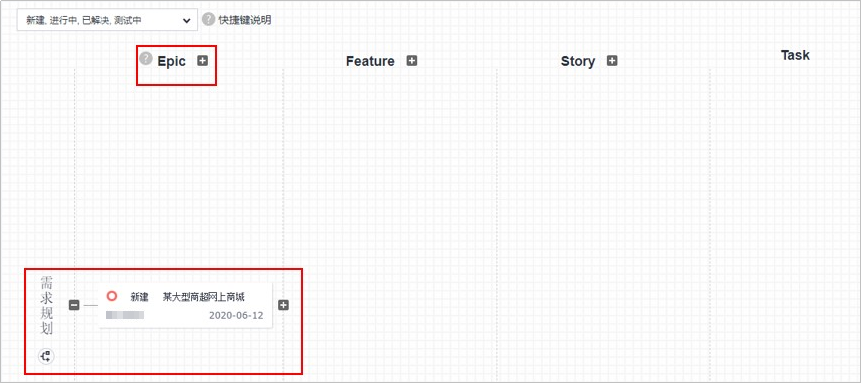 新建, 进行中, 已解决, 测试中
? 快捷键说明
? Epic
Feature
Story
Task
需求规划
新建 某大型商超网上商城
2020-06-12